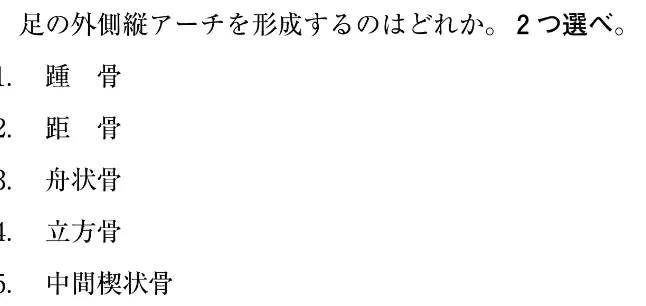 足の外側縦アーチを形成するのはどれか。2つ選べ。
1. 踵 骨
2. 距 骨
3. 舟状骨
4. 立方骨
5. 中間楔状骨